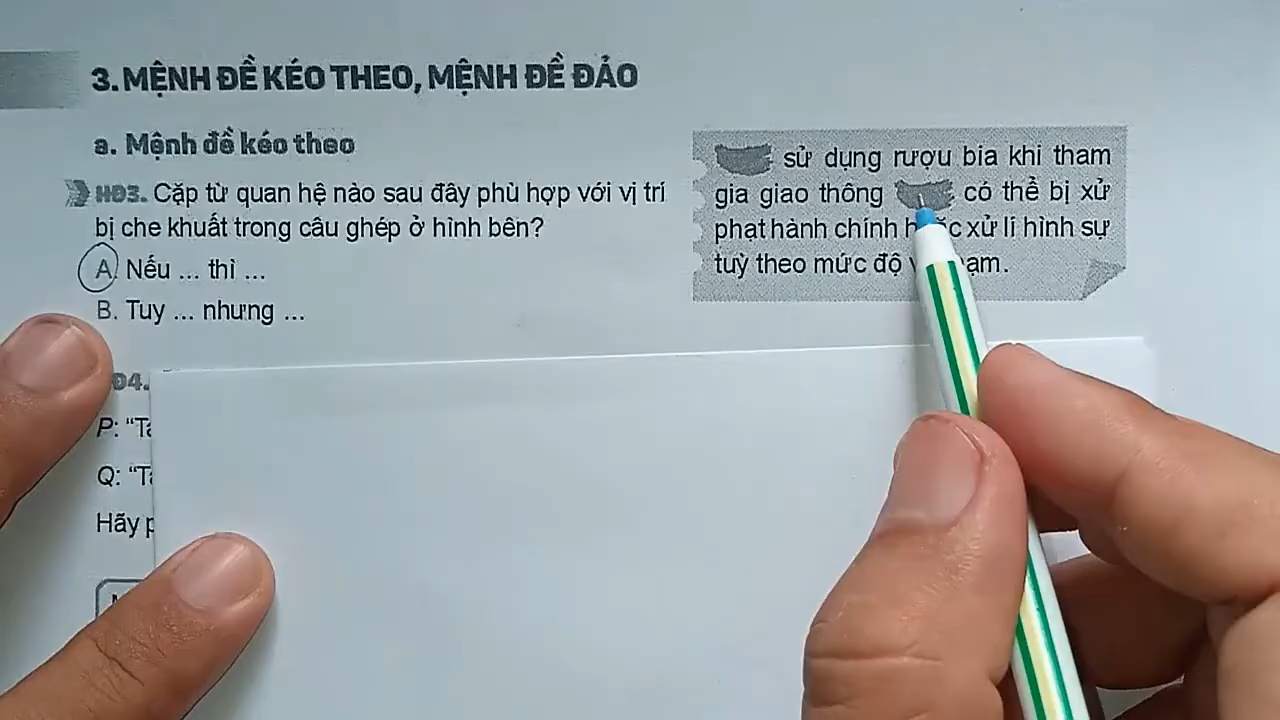 3. MỆNH ĐỀ KÉO THEO, MỆNH ĐỀ ĐẢO
a. Mệnh đề kéo theo
HĐ3. Cặp từ quan hệ nào sau đây phù hợp với vị trí
bị che khuất trong câu ghép ở hình bên?
A. Nếu ... thì ...
B. Tuy ... nhưng ...
sử dụng rượu bia khi tham
gia giao thông có thể bị xử
phạt hành chính xử lí hình sự
tuỳ theo mức độ
Đ4.
P: “
Q: “
Hãy